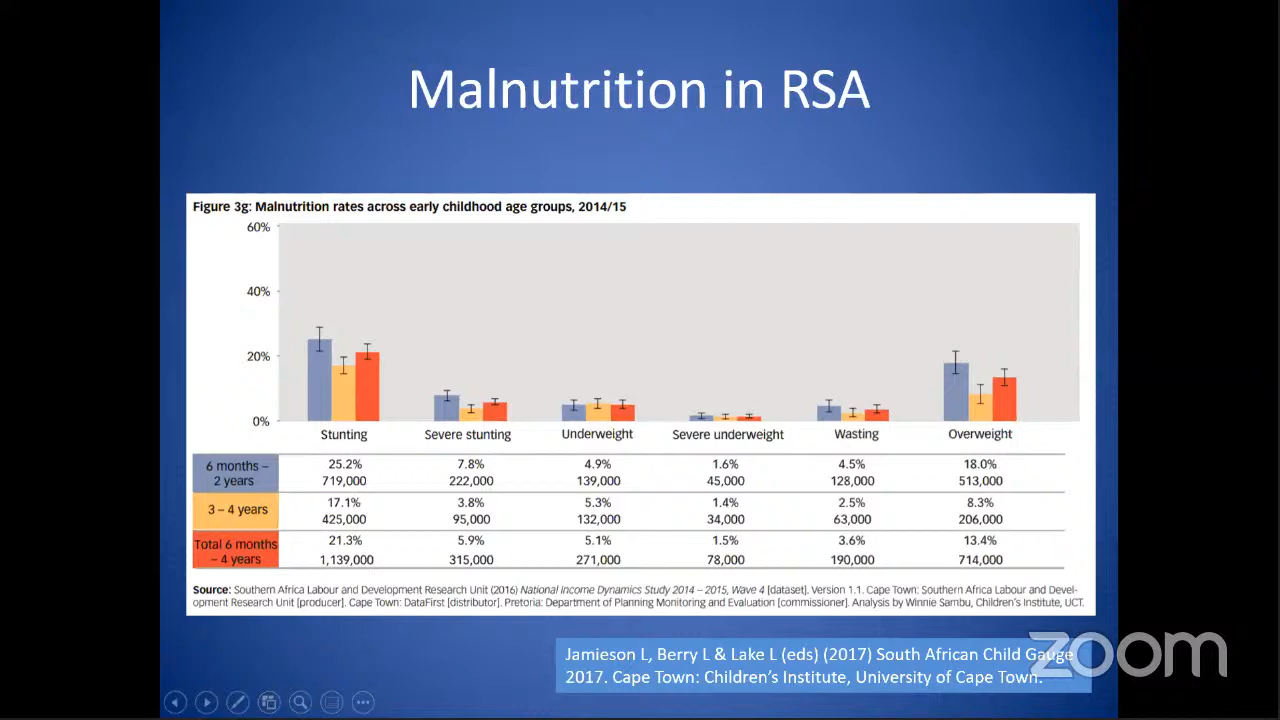 Malnutrition in RSA
Figure 3g: Malnutrition rates across early childhood age groups, 2014/15
60%
40%
20%
0%
Stunting Severe stunting Underweight Severe underweight Wasting Overweight
6 months – 2 years
25.2% 7.8% 4.9% 1.6% 4.5% 18.0%
719,000 222,000 139,000 45,000 128,000 513,000
3 – 4 years
17.1% 3.8% 5.3% 1.4% 2.5% 8.3%
425,000 95,000 132,000 34,000 63,000 206,000
Total 6 months – 4 years
21.3% 5.9% 5.1% 1.5% 3.6% 13.4%
1,139,000 315,000 271,000 78,000 190,000 714,000
Source: Southern Africa Labour and Development Research Unit (2016) National Income Dynamics Study 2014 – 2015, Wave 4 [dataset]. Version 1.1. Cape Town: Southern Africa Labour and Devel-
opment Research Unit [producer]. Cape Town: DataFirst [distributor]. Pretoria: Department of Planning Monitoring and Evaluation [commissioner]. Analysis by Winnie Sambu, Children's Institute, UCT.
Jamieson L, Berry L & Lake L (eds) (2017) South African Child Gauge
2017. Cape Town: Children's Institute, University of Cape Town.
zoom